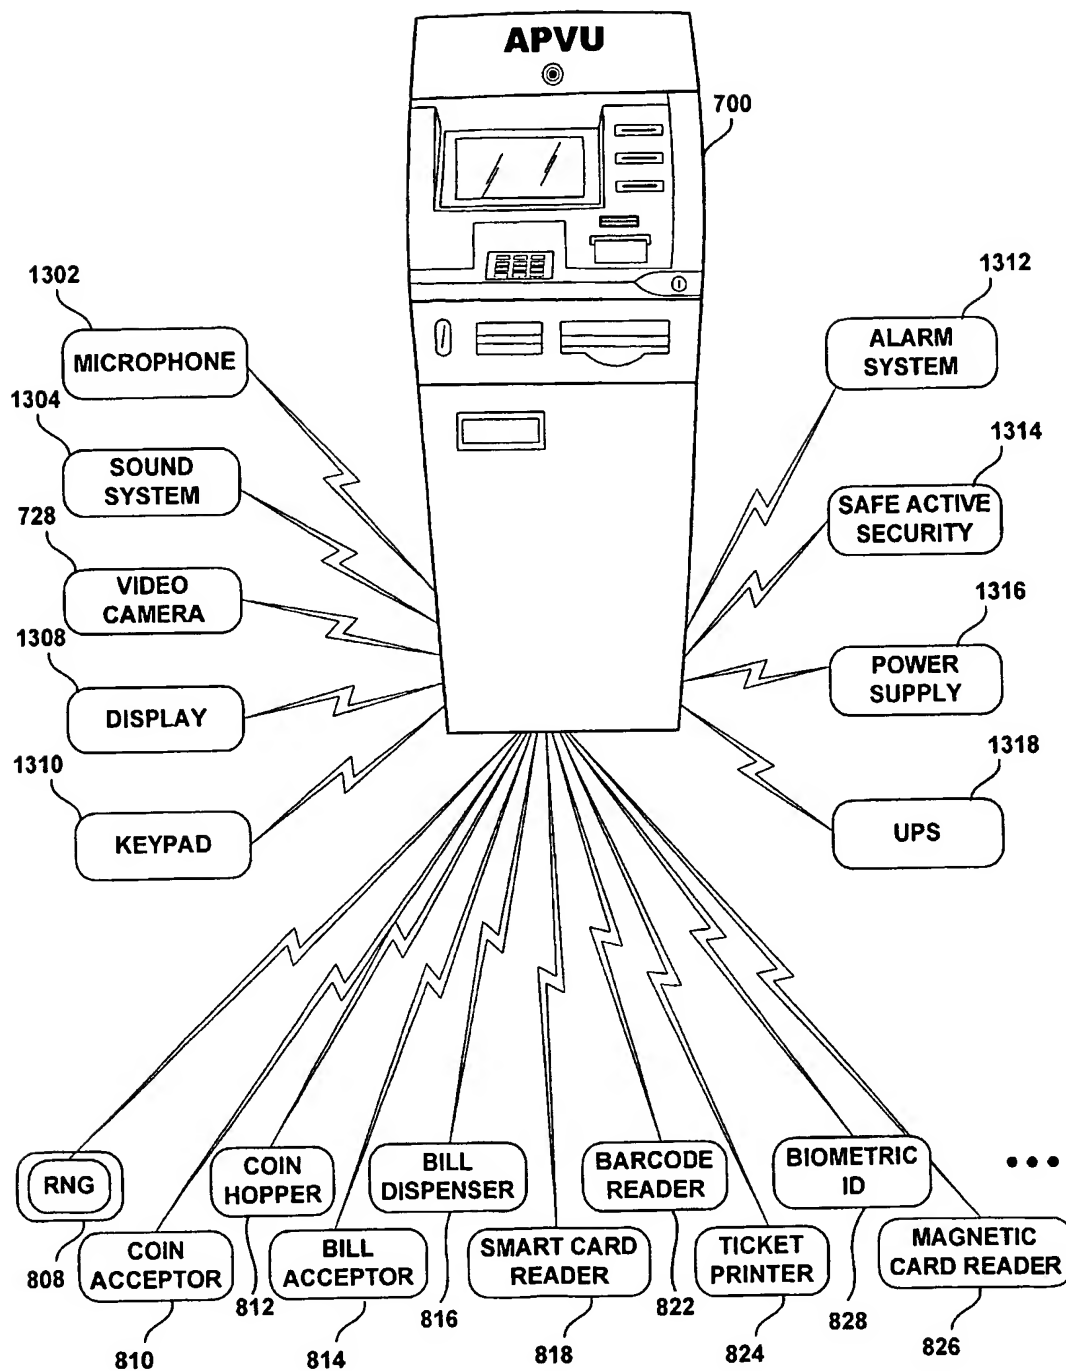 APVU
700
1302
MICROPHONE
1304
SOUND
SYSTEM
728
VIDEO
CAMERA
1308
DISPLAY
1310
KEYPAD
1312
ALARM
SYSTEM
1314
SAFE ACTIVE
SECURITY
1316
POWER
SUPPLY
1318
UPS
RNG
808
COIN
ACCEPTOR
810
COIN
HOPPER
812
BILL
ACCEPTOR
814
BILL
DISPENSER
816
SMART CARD
READER
818
BARCODE
READER
822
TICKET
PRINTER
824
BIOMETRIC
ID
828
MAGNETIC
CARD READER
826
•••